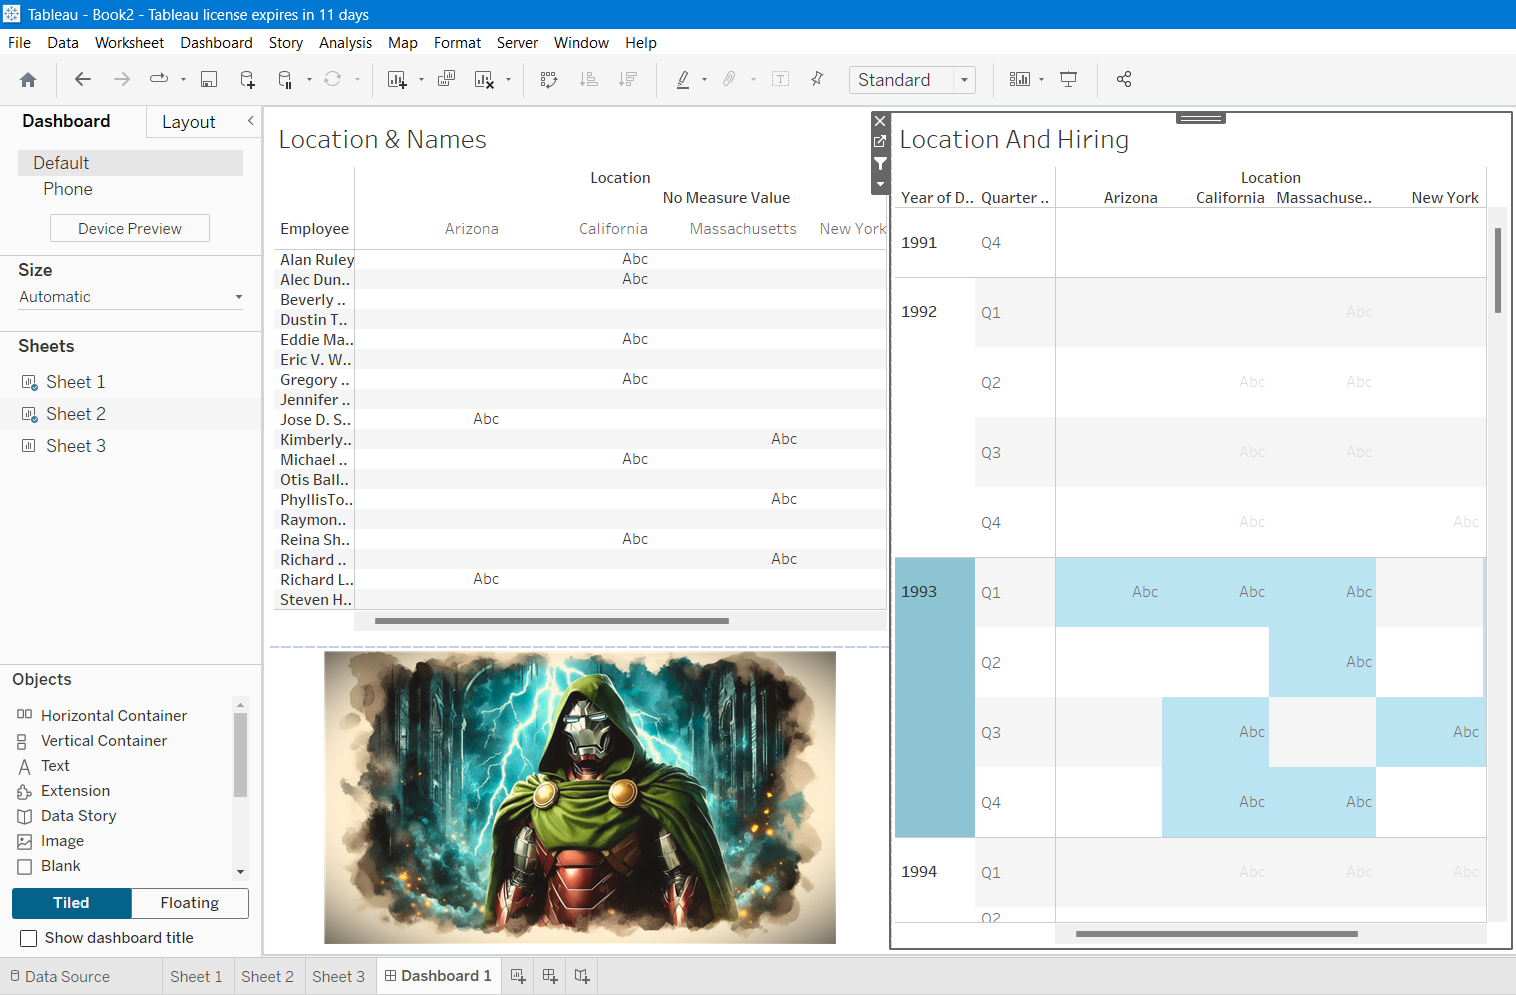 Tableau - Book2 - Tableau license expires in 11 days
File Data Worksheet Dashboard Story Analysis Map Format Server Window Help
Standard
Dashboard Layout
Default
Phone
Device Preview
Size
Automatic
Sheets
Sheet 1
Sheet 2
Sheet 3
Objects
Horizontal Container
Vertical Container
Text
Extension
Data Story
Image
Blank
Tiled Floating
Show dashboard title
Location & Names
Location
No Measure Value
Employee Arizona California Massachusetts New York
Alan Ruley Abc
Alec Dun.. Abc
Beverly ..
Dustin T..
Eddie Ma.. Abc
Eric V. W..
Gregory .. Abc
Jennifer ..
Jose D. S.. Abc
Kimberly.. Abc
Michael .. Abc
Otis Ball..
PhyllisTo.. Abc
Raymon..
Reina Sh.. Abc
Richard .. Abc
Richard L.. Abc
Steven H..
Location And Hiring
Location
Year of D.. Quarter .. Arizona California Massachuse.. New York
1991 Q4
1992 Q1 Abc
Q2 Abc Abc
Q3 Abc Abc
Q4 Abc Abc
1993 Q1 Abc Abc Abc
Q2 Abc
Q3 Abc Abc
Q4 Abc Abc
1994 Q1 Abc Abc Abc
Q2
Data Source Sheet 1 Sheet 2 Sheet 3 Dashboard 1